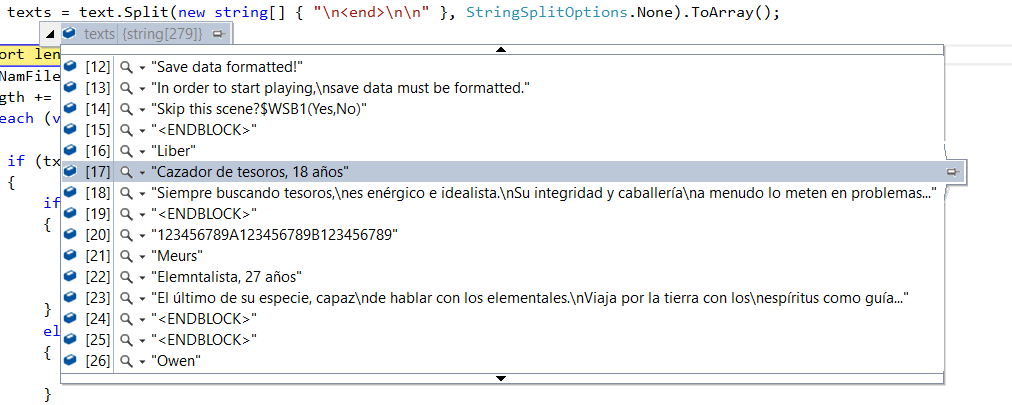 texts = text.Split(new string[] { "\n<end>\n\n" }, StringSplitOptions.None).ToArray();
texts {string[279]}
ort len
NamFile
gth +=
each (v
if (tx
{
if
{
}
el
{
}
[12] "Save data formatted!"
[13] "In order to start playing,\nsave data must be formatted."
[14] "Skip this scene?$WSB1(Yes,No)"
[15] "<ENDBLOCK>"
[16] "Liber"
[17] "Cazador de tesoros, 18 años"
[18] "Siempre buscando tesoros,\nes enérgico e idealista.\nSu integridad y caballería\na menudo lo meten en problemas..."
[19] "<ENDBLOCK>"
[20] "123456789A123456789B123456789"
[21] "Meurs"
[22] "Elemntalista, 27 años"
[23] "El último de su especie, capaz\nde hablar con los elementales.\nViaja por la tierra con los\nespíritus como guía..."
[24] "<ENDBLOCK>"
[25] "<ENDBLOCK>"
[26] "Owen"